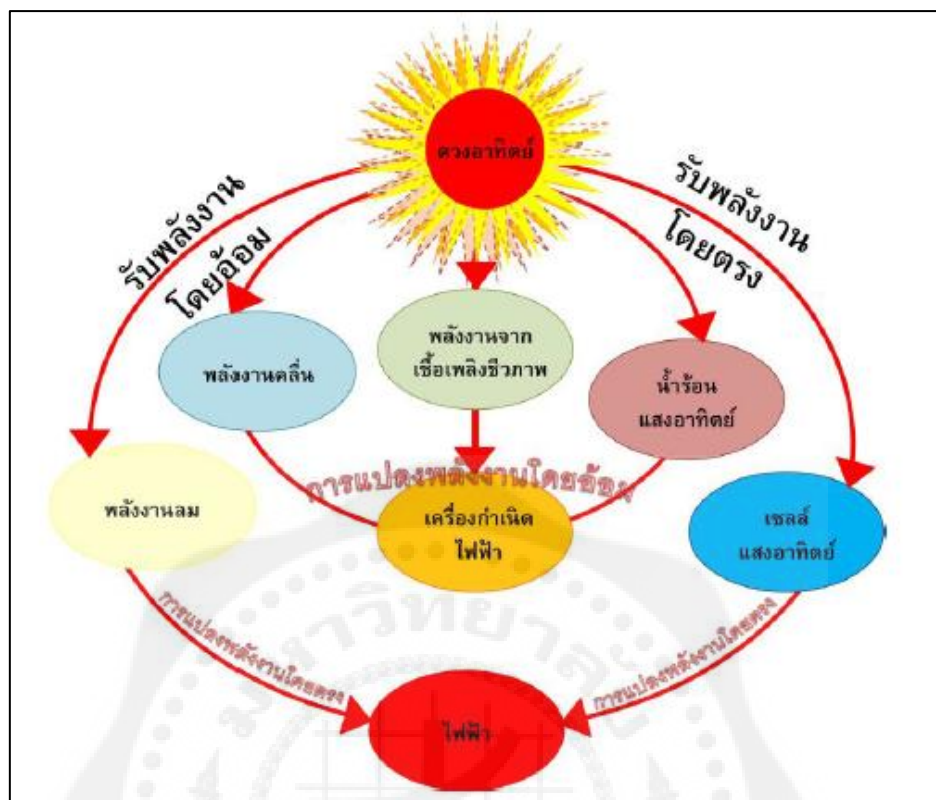 ดวงอาทิตย์
รับพลังงาน
โดยอ้อม
รับพลังงาน
โดยตรง
พลังงานคลื่น
พลังงานจาก
เชื้อเพลิงชีวภาพ
น้ำร้อน
แสงอาทิตย์
พลังงานลม
การแปลงพลังงานโดยอ้อม
เครื่องกำเนิด
ไฟฟ้า
เซลล์
แสงอาทิตย์
การแปลงพลังงานโดยตรง
การแปลงพลังงานโดยตรง
ไฟฟ้า
มหาวิทยาลัย